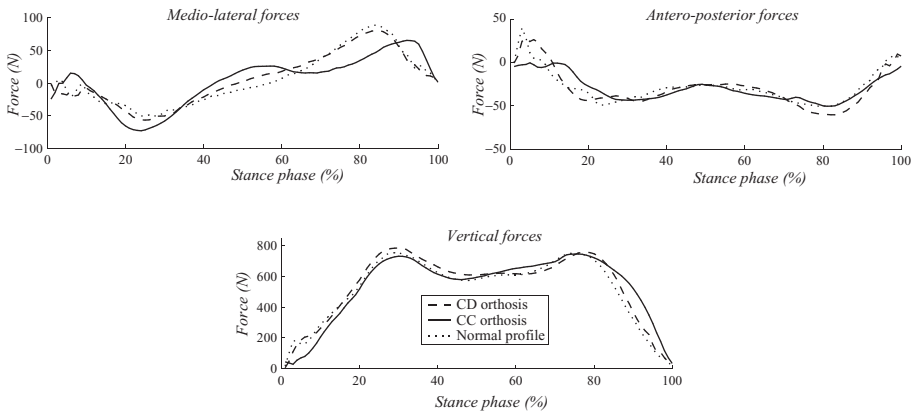 Medio-lateral forces
100
50
0
−50
−100
Force (N)
0 20 40 60 80 100
Stance phase (%)
Antero-posterior forces
50
0
−50
−50
Force (N)
0 20 40 60 80 100
Stance phase (%)
Vertical forces
800
600
400
200
0
Force (N)
CD orthosis
CC orthosis
Normal profile
0 20 40 60 80 100
Stance phase (%)